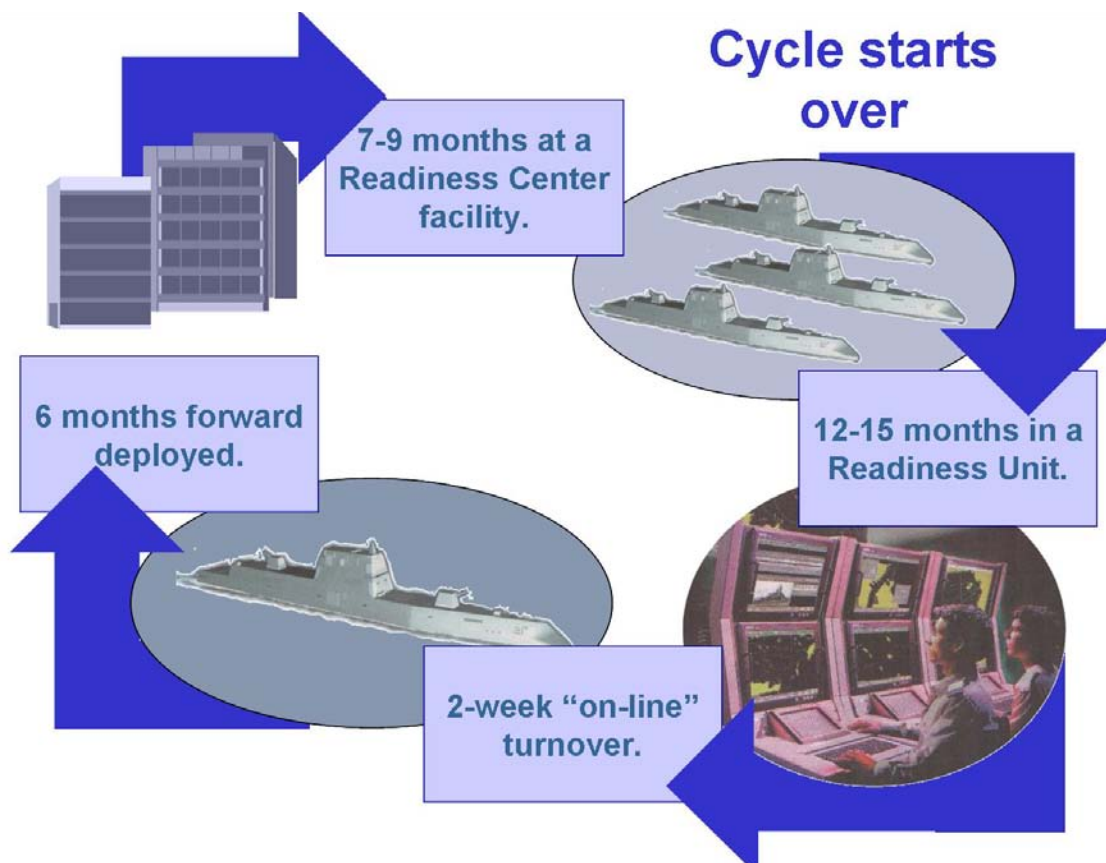 Cycle starts
over
7-9 months at a
Readiness Center
facility.
12-15 months in a
Readiness Unit.
2-week “on-line”
turnover.
6 months forward
deployed.